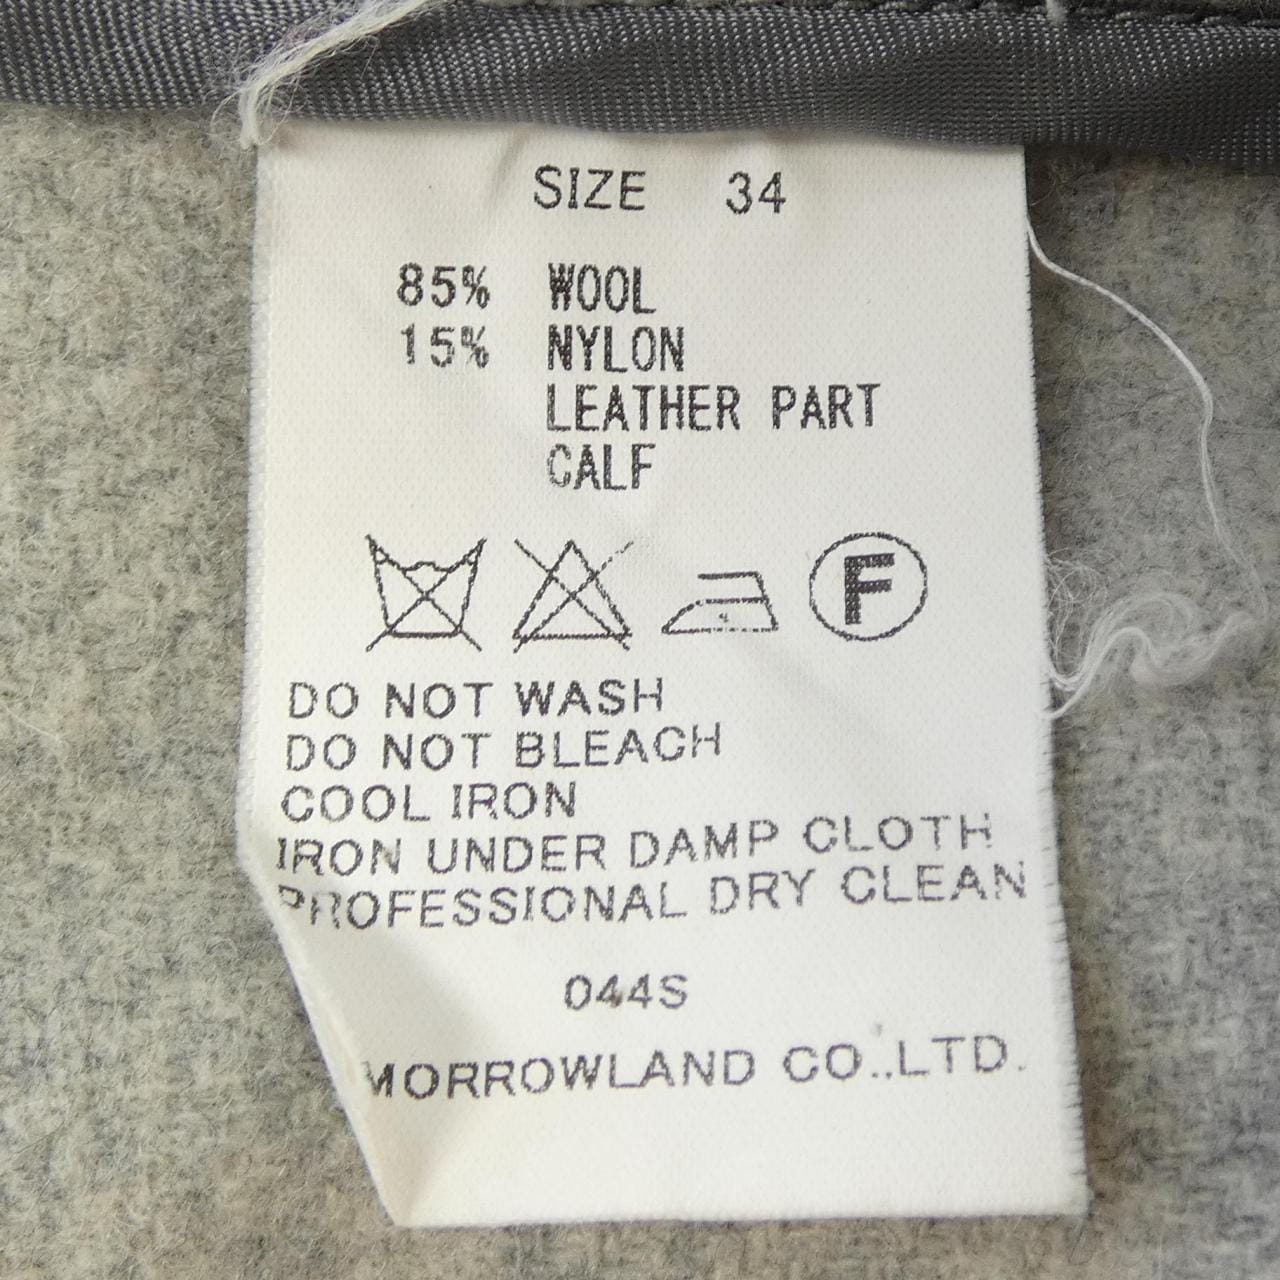 SIZE 34
85% WOOL
15% NYLON
LEATHER PART
CALF
F
DO NOT WASH
DO NOT BLEACH
COOL IRON
IRON UNDER DAMP CLOTH
PROFESSIONAL DRY CLEAN
044S
MORROWLAND CO.,LTD.